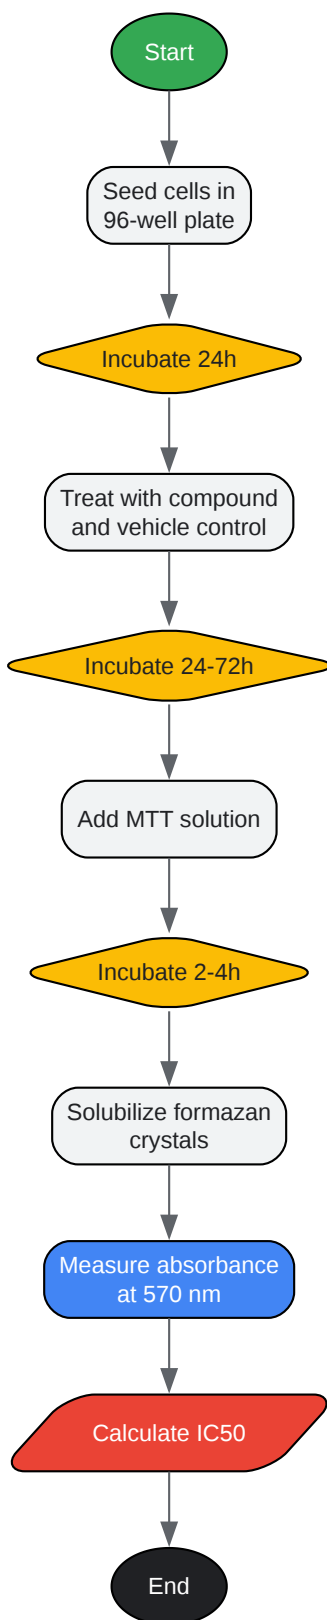 Start
Seed cells in
96-well plate
Incubate 24h
Treat with compound
and vehicle control
Incubate 24-72h
Add MTT solution
Incubate 2-4h
Solubilize formazan
crystals
Measure absorbance
at 570 nm
Calculate IC50
End